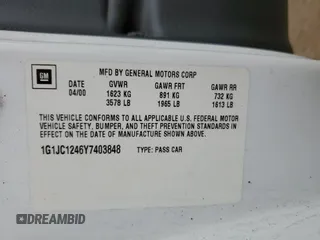 GM
MFD BY GENERAL MOTORS CORP
DATE GVWR GAWR FRT GAWR RR
04/00 1623 KG 891 KG 732 KG
3578 LB 1965 LB 1613 LB
THIS VEHICLE CONFORMS TO ALL APPLICABLE U.S. FEDERAL MOTOR
VEHICLE SAFETY, BUMPER, AND THEFT PREVENTION STANDARDS IN
EFFECT ON THE DATE OF MANUFACTURE SHOWN ABOVE.
1G1JC1246Y7403848 TYPE: PASS CAR
1DREAMBID